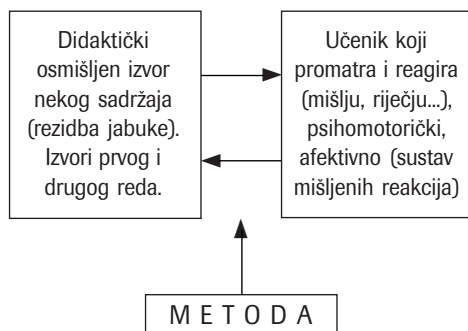 Didaktički
osmišljen izvor
nekog sadržaja
(rezidba jabuke).
Izvori prvog i
drugog reda.
Učenik koji
promatra i reagira
(mišlju, riječju...),
psihomotorički,
afektivno (sustav
mišljenih reakcija)
M E T O D A